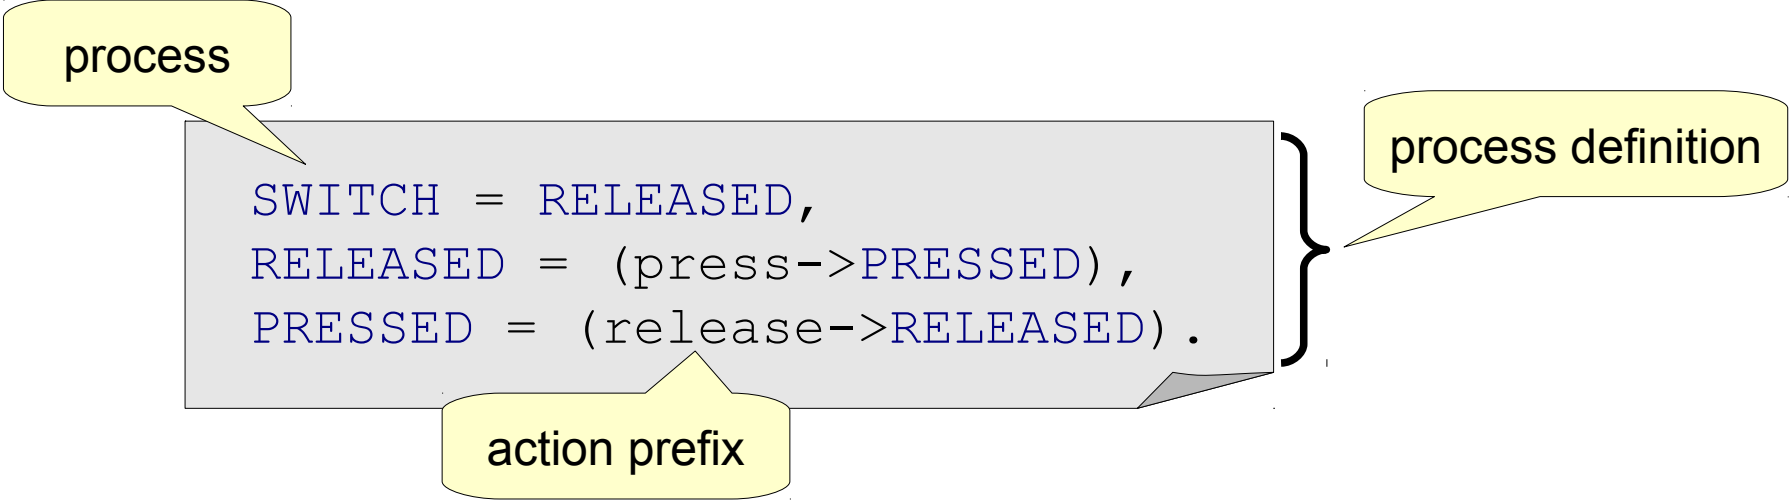 process
process definition
SWITCH = RELEASED,
RELEASED = (press->PRESSED),
PRESSED = (release->RELEASED).
action prefix